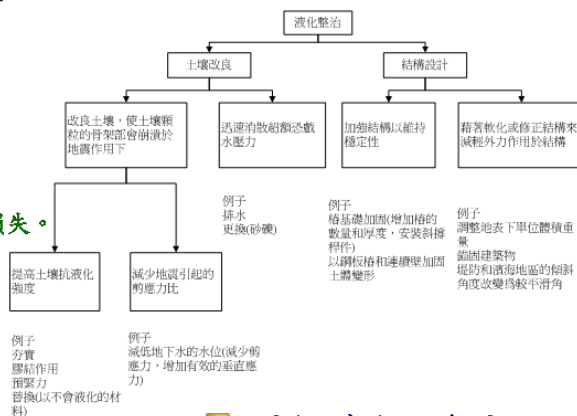 液化整治
土壤改良
結構設計
改良土壤，使土壤顆
粒的骨架部會崩潰於
地震作用下
迅速消散超額恐戲
水壓力
加強結構以維持
穩定性
藉著軟化或修正結構來
減輕外力作用於結構
例子
排水
更換(砂礫)
例子
樁基礎加固(增加樁的
數量和厚度，安裝斜撐
桿件)
以鋼板樁和連續壁加固
土體變形
例子
調整地表下單位體積重
量
錨固建築物
堤防和濱海地區的傾斜
角度改變爲較平滑角
損失。
提高土壤抗液化
強度
減少地震引起的
剪應力比
例子
夯實
膠結作用
預緊力
替換(以不會液化的材
料)
例子
減低地下水的水位(減少剪
應力，增加有效的垂直應
力)